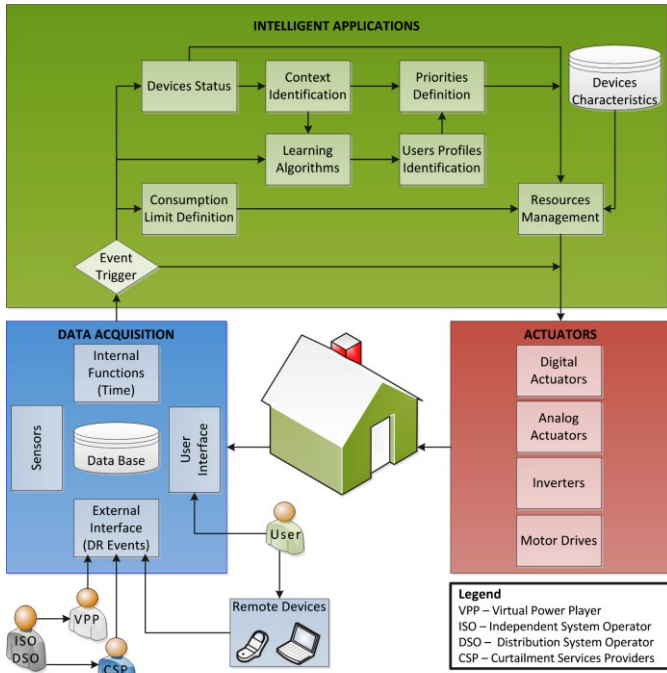 INTELLIGENT APPLICATIONS
Devices Status
Context
Identification
Priorities
Definition
Devices
Characteristics
Learning
Algorithms
Users Profiles
Identification
Consumption
Limit Definition
Resources
Management
Event
Trigger
DATA ACQUISITION
Internal
Functions
(Time)
Sensors
Data Base
User
Interface
External
Interface
(DR Events)
ACTUATORS
Digital
Actuators
Analog
Actuators
Inverters
Motor Drives
User
Remote Devices
VPP
ISO
DSO
CSP
Legend
VPP – Virtual Power Player
ISO – Independent System Operator
DSO – Distribution System Operator
CSP – Curtailment Services Providers